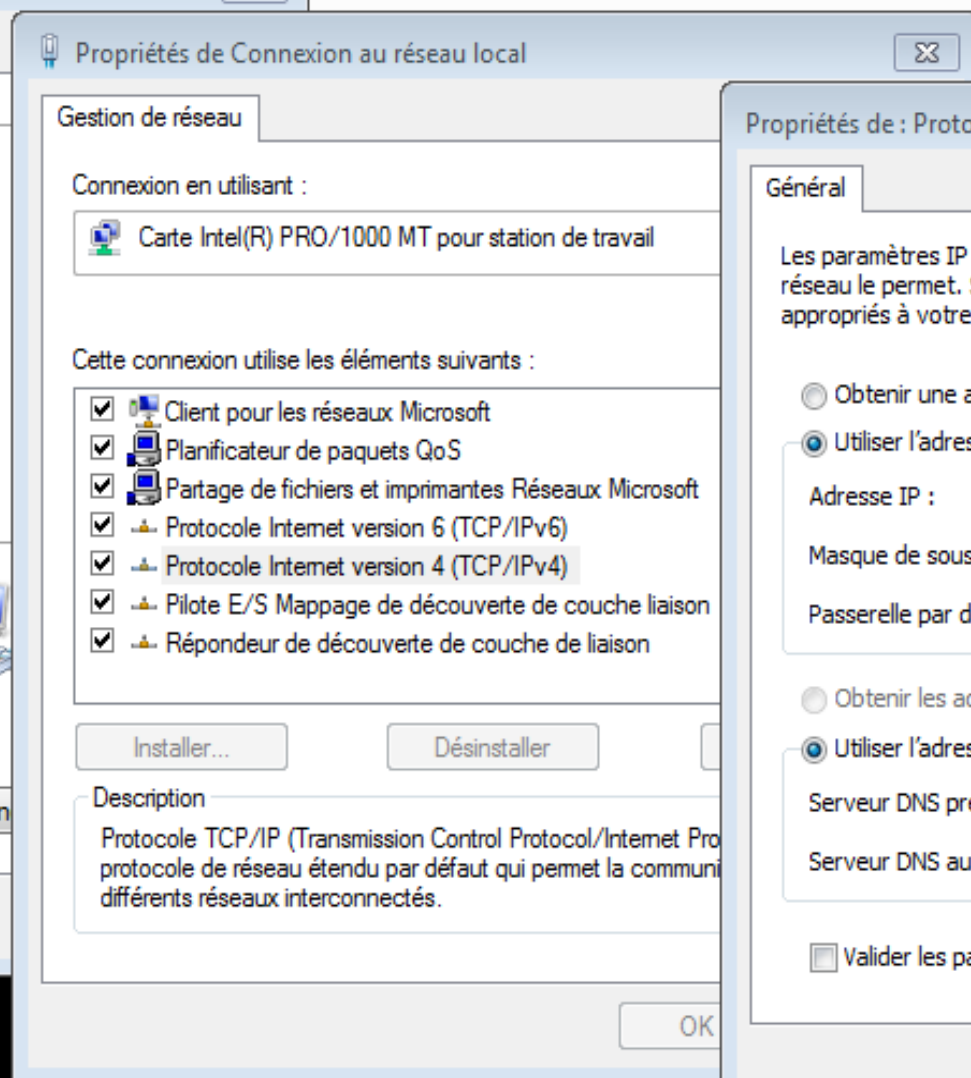 Propriétés de Connexion au réseau local
Gestion de réseau
Connexion en utilisant :
Carte Intel(R) PRO/1000 MT pour station de travail
Cette connexion utilise les éléments suivants :
Client pour les réseaux Microsoft
Planificateur de paquets QoS
Partage de fichiers et imprimantes Réseaux Microsoft
Protocole Internet version 6 (TCP/IPv6)
Protocole Internet version 4 (TCP/IPv4)
Pilote E/S Mappage de découverte de couche liaison
Répondeur de découverte de couche de liaison
Installer...
Désinstaller
Description
Protocole TCP/IP (Transmission Control Protocol/Internet Pro
protocole de réseau étendu par défaut qui permet la communi
différents réseaux interconnectés.
OK
Propriétés de : Proto
Général
Les paramètres IP
réseau le permet.
appropriés à votre
Obtenir une a
Utiliser l'adres
Adresse IP :
Masque de sous
Passerelle par d
Obtenir les ad
Utiliser l'adres
Serveur DNS pré
Serveur DNS au
Valider les pa